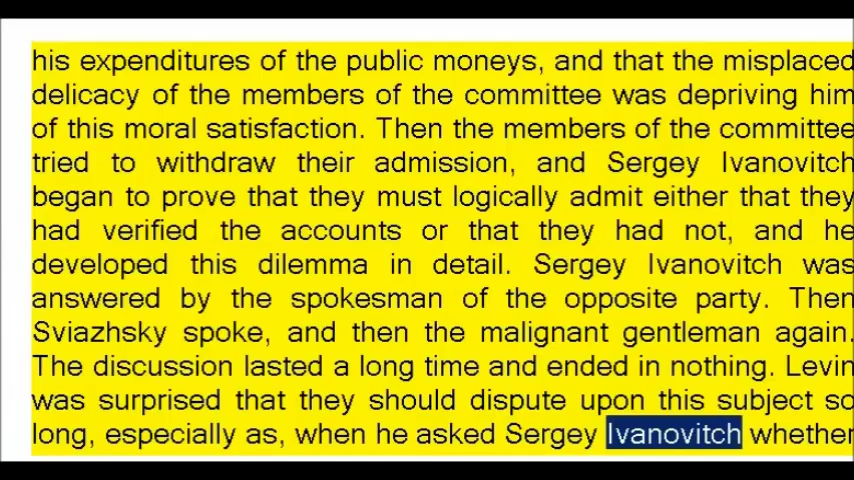 his expenditures of the public moneys, and that the misplaced
delicacy of the members of the committee was depriving him
of this moral satisfaction. Then the members of the committee
tried to withdraw their admission, and Sergey Ivanovitch
began to prove that they must logically admit either that they
had verified the accounts or that they had not, and he
developed this dilemma in detail. Sergey Ivanovitch was
answered by the spokesman of the opposite party. Then
Sviazhsky spoke, and then the malignant gentleman again.
The discussion lasted a long time and ended in nothing. Levin
was surprised that they should dispute upon this subject so
long, especially as, when he asked Sergey Ivanovitch whether